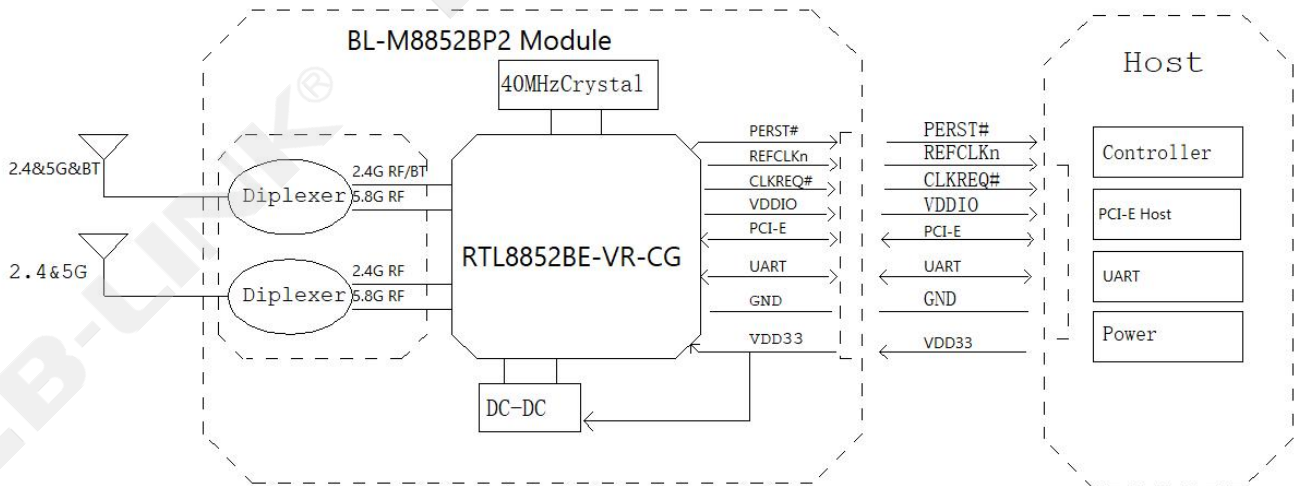 BL-M8852BP2 Module
Host
40MHzCrystal
2.4&5G&BT
Diplexer
2.4G RF/BT
5.8G RF
2.4&5G
Diplexer
2.4G RF
5.8G RF
RTL8852BE-VR-CG
DC-DC
PERST#
REFCLKn
CLKREQ#
VDDIO
PCI-E
UART
GND
VDD33
PERST#
REFCLKn
CLKREQ#
VDDIO
PCI-E
UART
GND
VDD33
Controller
PCI-E Host
UART
Power
B-LINK®